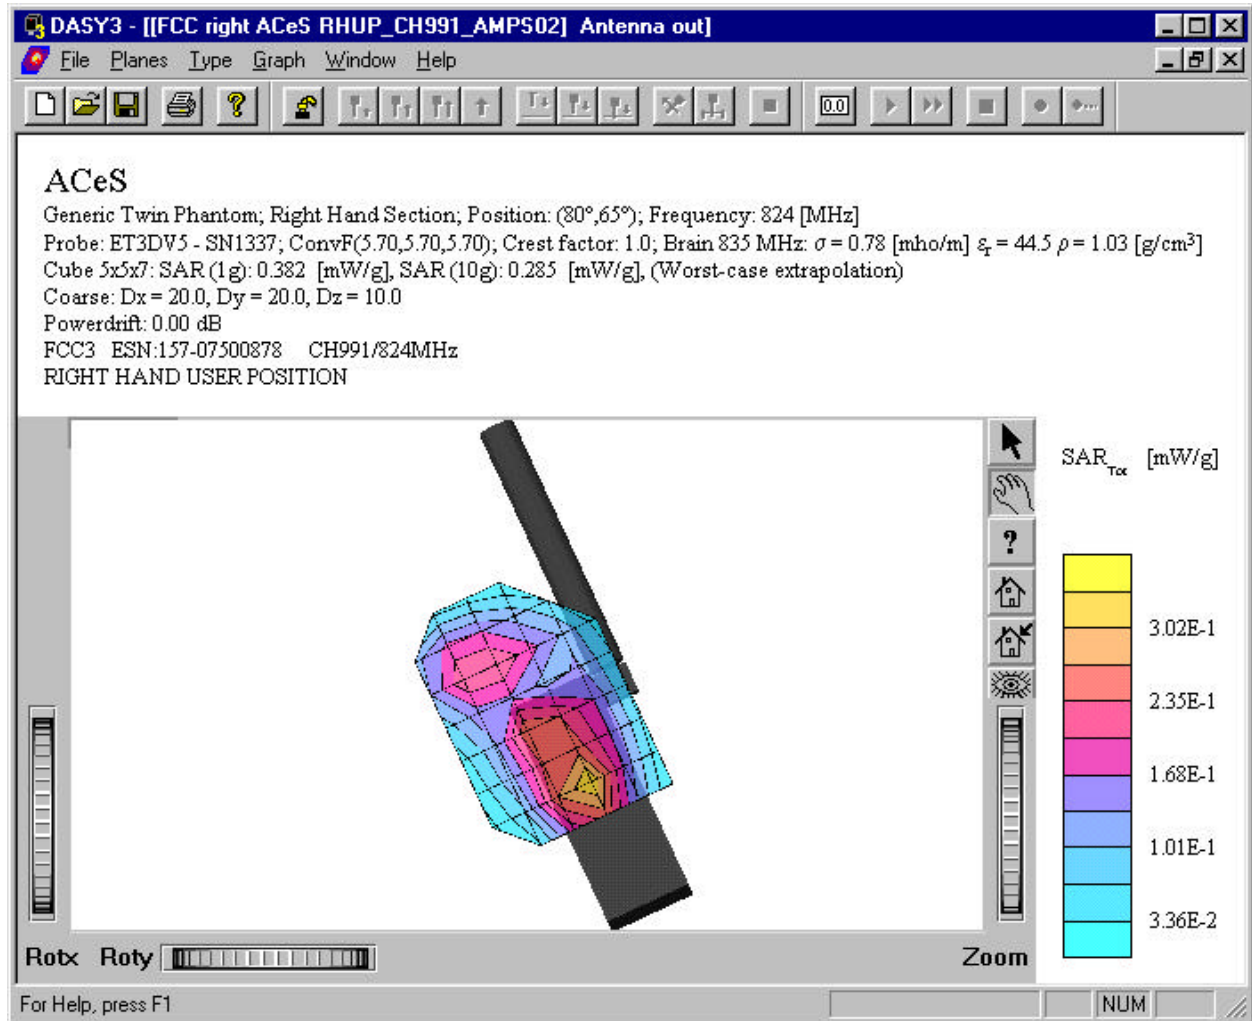 DASY3 - [[FCC right ACeS RHUP_CH991_AMPS02] Antenna out]
File Planes Type Graph Window Help
0.0
ACeS
Generic Twin Phantom; Right Hand Section; Position: (80°,65°); Frequency: 824 [MHz]
Probe: ET3DV5 - SN1337; ConvF(5.70,5.70,5.70); Crest factor: 1.0; Brain 835 MHz: σ = 0.78 [mho/m] εr = 44.5 ρ = 1.03 [g/cm³]
Cube 5x5x7: SAR (1g): 0.382 [mW/g], SAR (10g): 0.285 [mW/g], (Worst-case extrapolation)
Coarse: Dx = 20.0, Dy = 20.0, Dz = 10.0
Powerdrift: 0.00 dB
FCC3 ESN:157-07500878 CH991/824MHz
RIGHT HAND USER POSITION
SARTot [mW/g]
3.02E-1
2.35E-1
1.68E-1
1.01E-1
3.36E-2
Rotx Roty Zoom
For Help, press F1 NUM